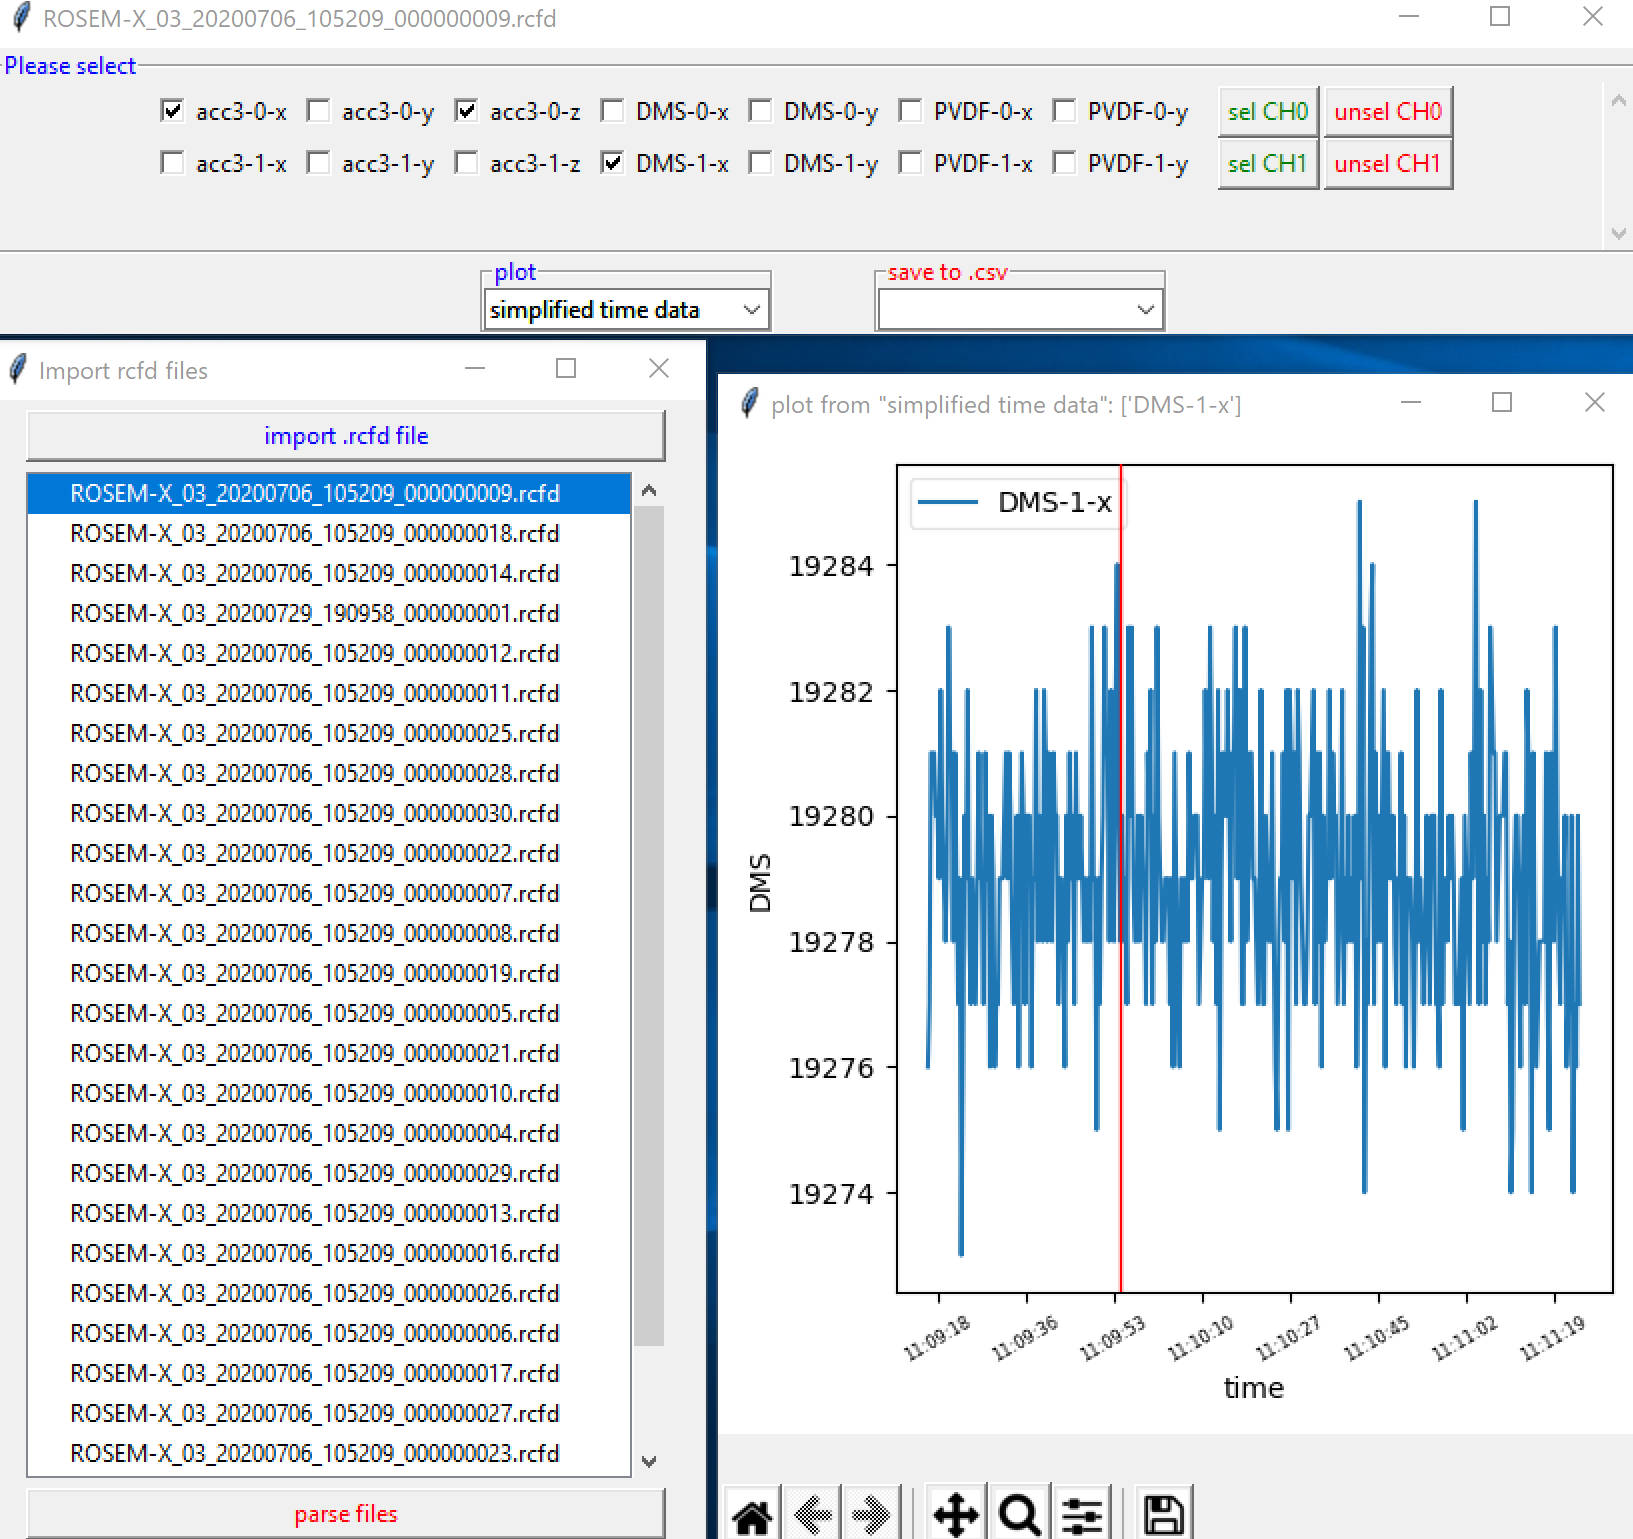 ROSEM-X_03_20200706_105209_000000009.rcfd
Please select
acc3-0-x acc3-0-y acc3-0-z DMS-0-x DMS-0-y PVDF-0-x PVDF-0-y sel CH0 unsel CH0
acc3-1-x acc3-1-y acc3-1-z DMS-1-x DMS-1-y PVDF-1-x PVDF-1-y sel CH1 unsel CH1
plot save to .csv
simplified time data
Import rcfd files
import .rcfd file
ROSEM-X_03_20200706_105209_000000009.rcfd
ROSEM-X_03_20200706_105209_000000018.rcfd
ROSEM-X_03_20200706_105209_000000014.rcfd
ROSEM-X_03_20200729_190958_000000001.rcfd
ROSEM-X_03_20200706_105209_000000012.rcfd
ROSEM-X_03_20200706_105209_000000011.rcfd
ROSEM-X_03_20200706_105209_000000025.rcfd
ROSEM-X_03_20200706_105209_000000028.rcfd
ROSEM-X_03_20200706_105209_000000030.rcfd
ROSEM-X_03_20200706_105209_000000022.rcfd
ROSEM-X_03_20200706_105209_000000007.rcfd
ROSEM-X_03_20200706_105209_000000008.rcfd
ROSEM-X_03_20200706_105209_000000019.rcfd
ROSEM-X_03_20200706_105209_000000005.rcfd
ROSEM-X_03_20200706_105209_000000021.rcfd
ROSEM-X_03_20200706_105209_000000010.rcfd
ROSEM-X_03_20200706_105209_000000004.rcfd
ROSEM-X_03_20200706_105209_000000029.rcfd
ROSEM-X_03_20200706_105209_000000013.rcfd
ROSEM-X_03_20200706_105209_000000016.rcfd
ROSEM-X_03_20200706_105209_000000026.rcfd
ROSEM-X_03_20200706_105209_000000006.rcfd
ROSEM-X_03_20200706_105209_000000017.rcfd
ROSEM-X_03_20200706_105209_000000027.rcfd
ROSEM-X_03_20200706_105209_000000023.rcfd
parse files
plot from "simplified time data": ['DMS-1-x']
DMS-1-x
19284
19282
19280
19278
19276
19274
DMS
11:09:18 11:09:36 11:09:53 11:10:10 11:10:27 11:10:45 11:11:02 11:11:19
time